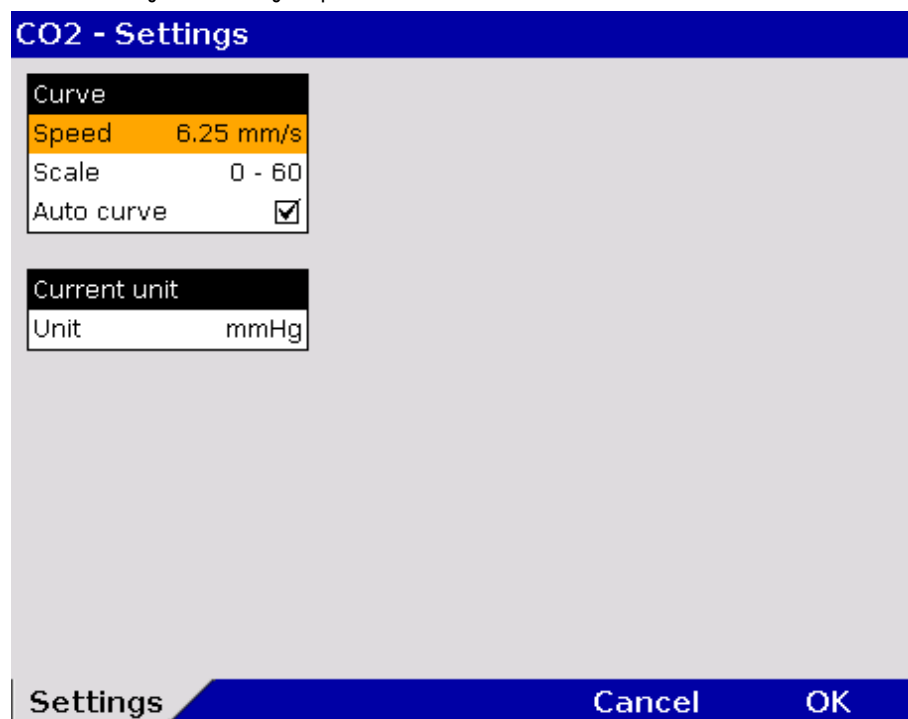 CO2 - Settings
Curve
Speed 6.25 mm/s
Scale 0 - 60
Auto curve
Current unit
Unit mmHg
Settings Cancel OK